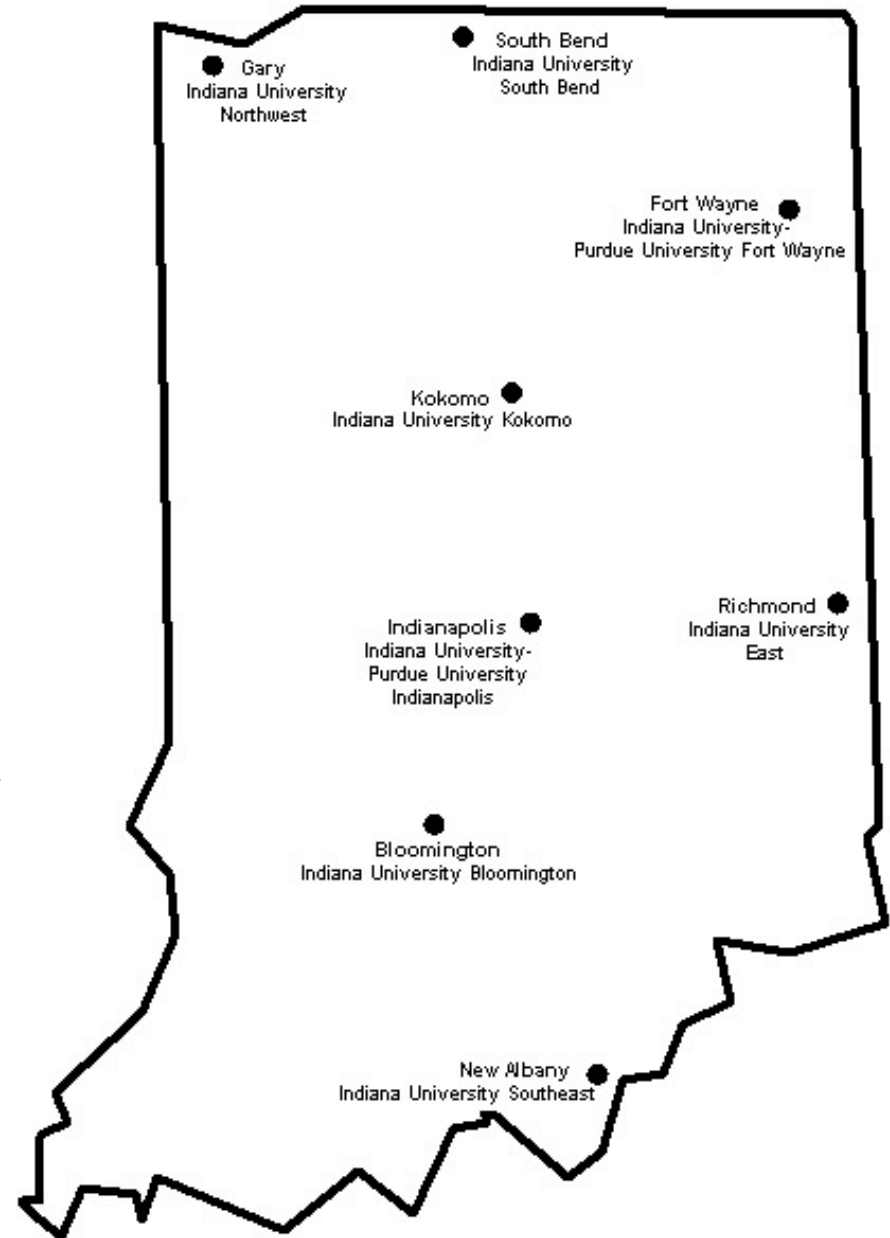 Gary
Indiana University
Northwest
South Bend
Indiana University
South Bend
Fort Wayne
Indiana University-
Purdue University Fort Wayne
Kokomo
Indiana University Kokomo
Indianapolis
Indiana University-
Purdue University
Indianapolis
Richmond
Indiana University
East
Bloomington
Indiana University Bloomington
New Albany
Indiana University Southeast